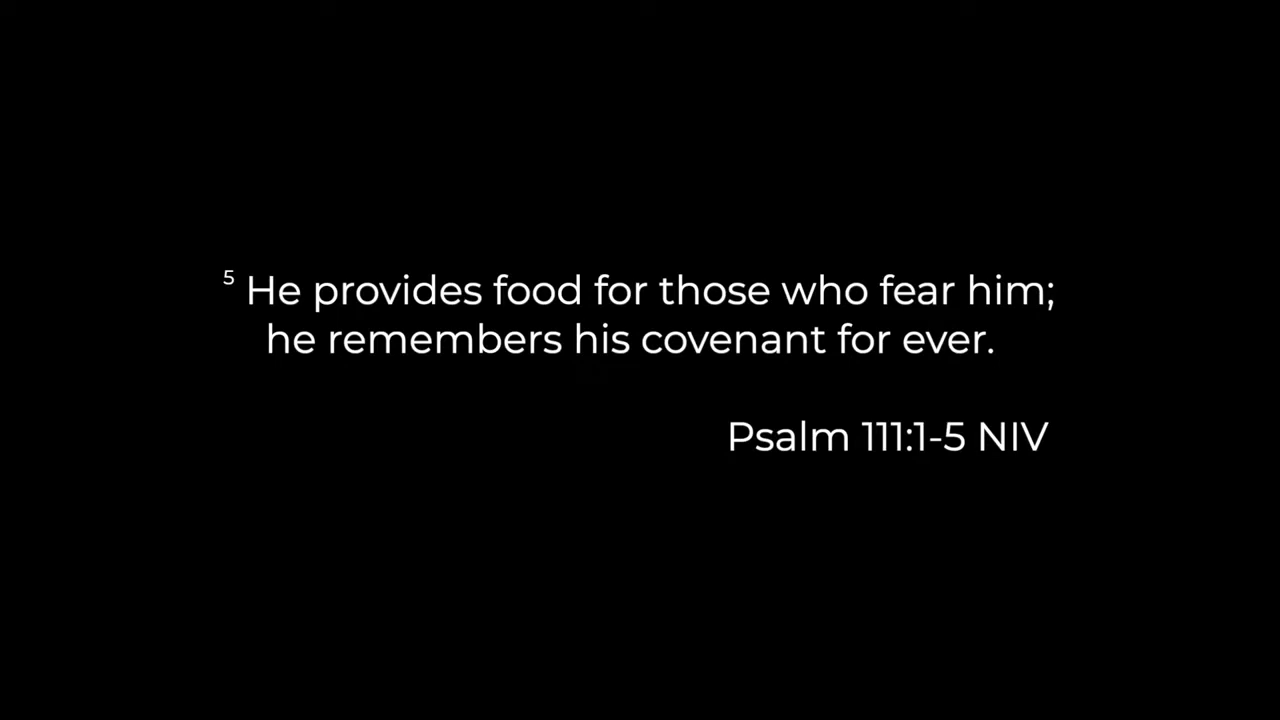 5 He provides food for those who fear him;
he remembers his covenant for ever.
Psalm 111:1-5 NIV